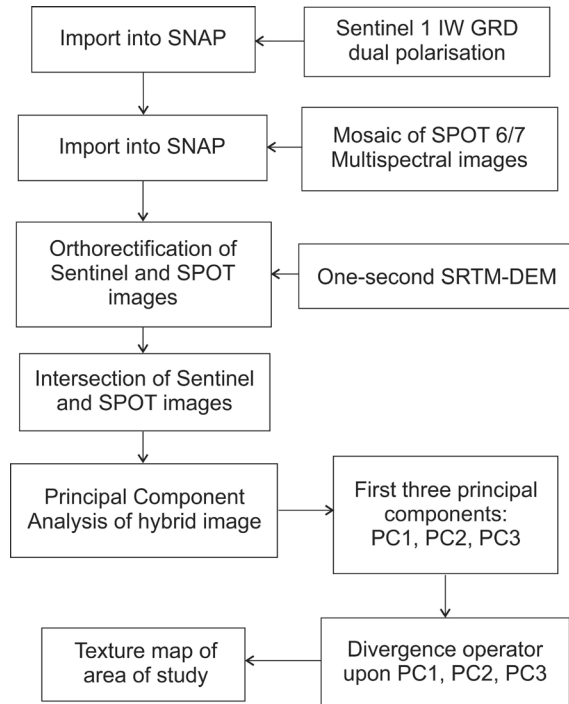 Import into SNAP
Sentinel 1 IW GRD
dual polarisation
Import into SNAP
Mosaic of SPOT 6/7
Multispectral images
Orthorectification of
Sentinel and SPOT
images
One-second SRTM-DEM
Intersection of Sentinel
and SPOT images
Principal Component
Analysis of hybrid image
First three principal
components:
PC1, PC2, PC3
Texture map of
area of study
Divergence operator
upon PC1, PC2, PC3